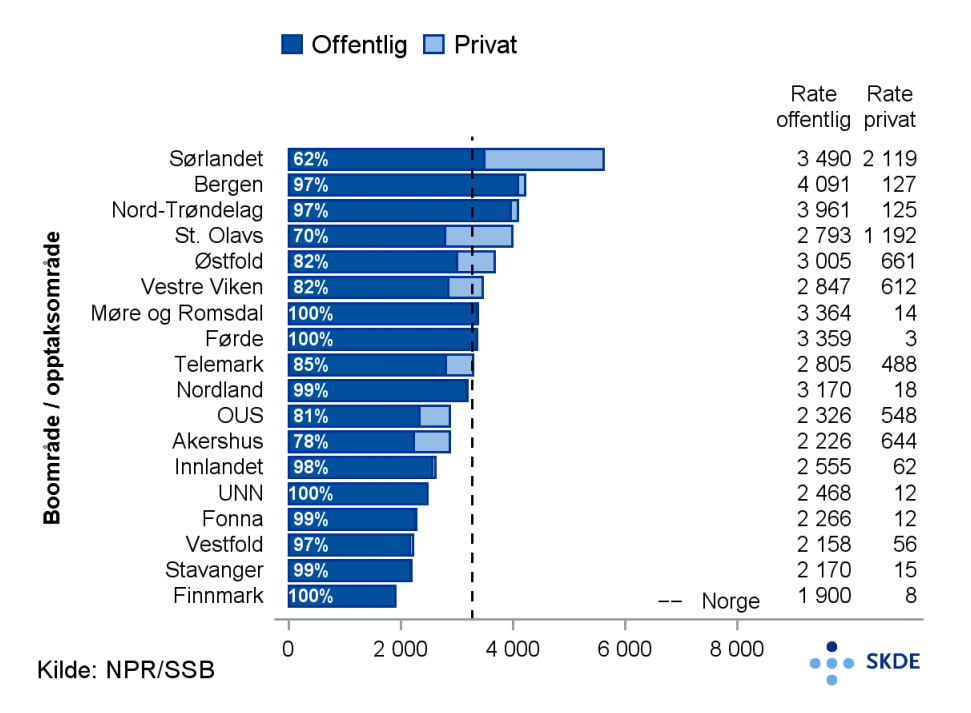 Offentlig Privat
Rate Rate
offentlig privat
Boområde / opptaksområde
Sørlandet 62% 3 490 2 119
Bergen 97% 4 091 127
Nord-Trøndelag 97% 3 961 125
St. Olavs 70% 2 793 1 192
Østfold 82% 3 005 661
Vestre Viken 82% 2 847 612
Møre og Romsdal 100% 3 364 14
Førde 100% 3 359 3
Telemark 85% 2 805 488
Nordland 99% 3 170 18
OUS 81% 2 326 548
Akershus 78% 2 226 644
Innlandet 98% 2 555 62
UNN 100% 2 468 12
Fonna 99% 2 266 12
Vestfold 97% 2 158 56
Stavanger 99% 2 170 15
Finnmark 100% 1 900 8
-- Norge
0 2 000 4 000 6 000 8 000
Kilde: NPR/SSB
SKDE